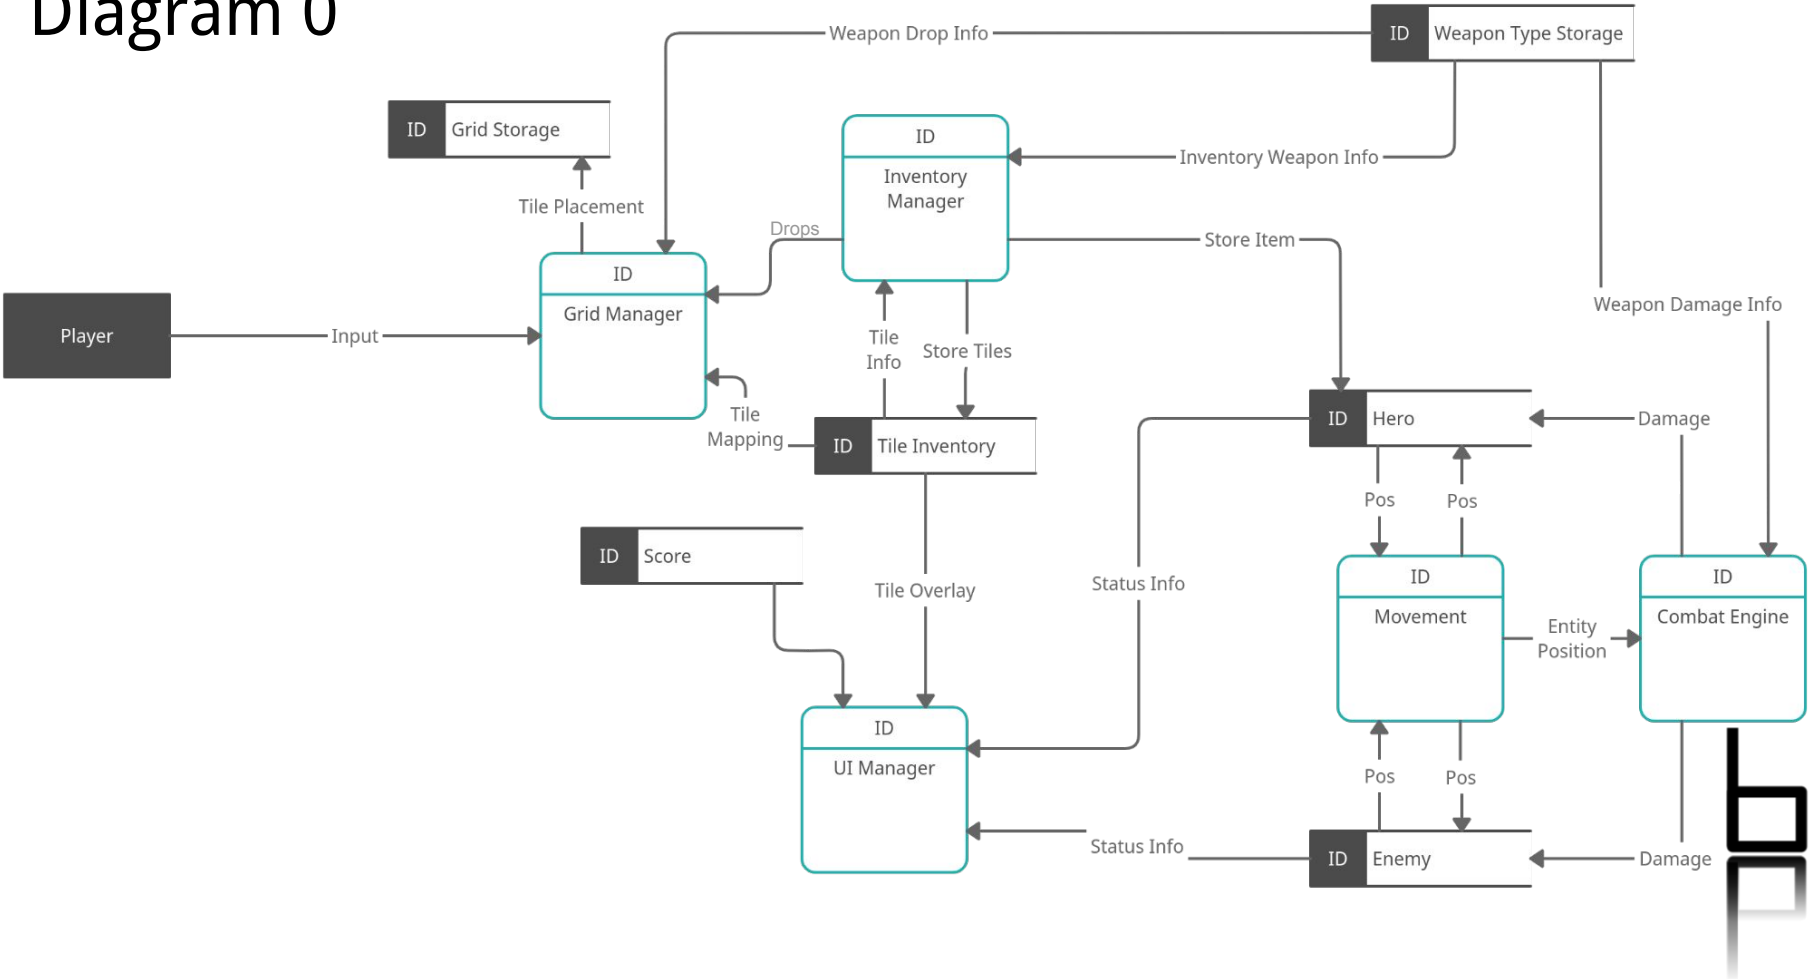 Diagram 0
Weapon Drop Info
ID
Weapon Type Storage
ID
Grid Storage
ID
Inventory
Manager
Inventory Weapon Info
Tile Placement
Drops
Store Item
ID
Grid Manager
Player
Input
Weapon Damage Info
Tile
Info
Store Tiles
Tile
Mapping
ID
Tile Inventory
ID
Hero
Damage
Pos
Pos
ID
Score
Tile Overlay
Status Info
ID
Movement
Entity
Position
ID
Combat Engine
ID
UI Manager
Pos
Pos
Status Info
ID
Enemy
Damage